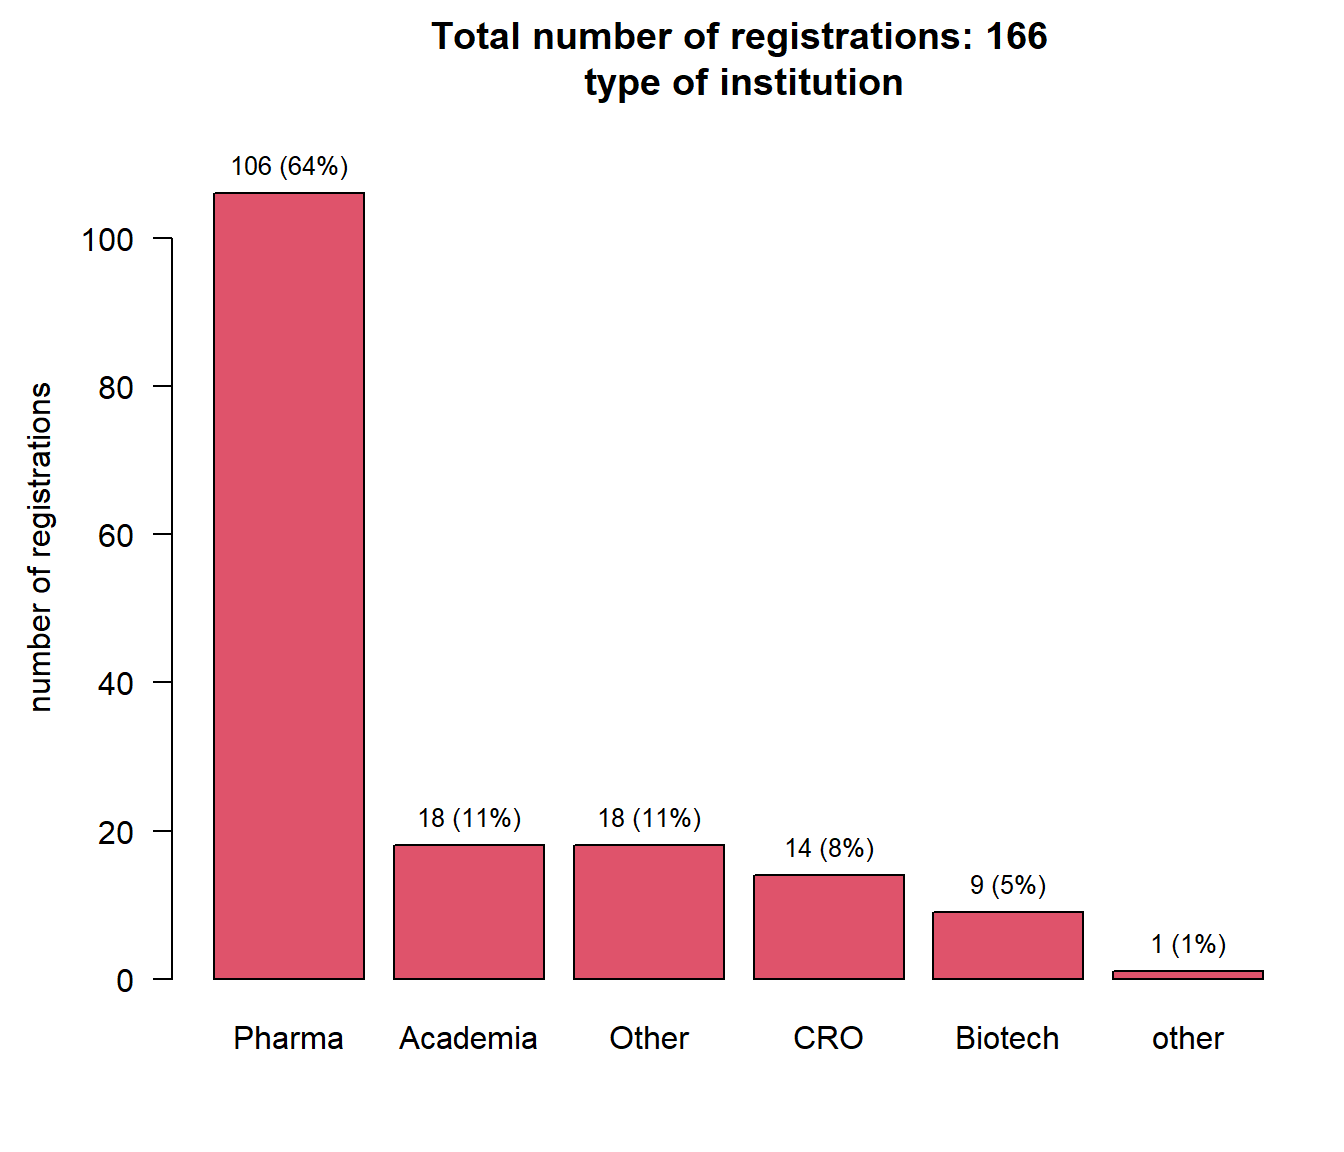 Total number of registrations: 166
type of institution
106 (64%)
100
80
60
40
20
0
number of registrations
18 (11%)
18 (11%)
14 (8%)
9 (5%)
1 (1%)
Pharma
Academia
Other
CRO
Biotech
other